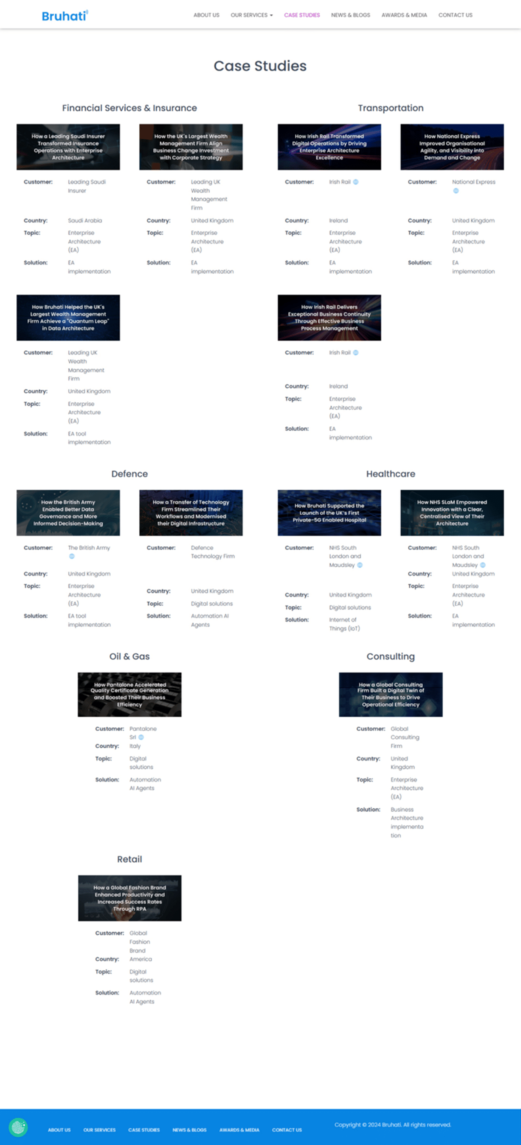 Bruhati
ABOUT US
OUR SERVICES
CASE STUDIES
NEWS & BLOGS
AWARDS & MEDIA
CONTACT US
Case Studies
Financial Services & Insurance
How a Leading Saudi Insurer
Transformed Insurance
Operations with Enterprise
Architecture
Customer: Leading Saudi
Insurer
Country: Saudi Arabia
Topic: Enterprise
Architecture
(EA)
Solution: EA
Implementation
How the UK's Largest Wealth
Management Firm Align
Business Change Investment
with Corporate Strategy
Customer: Leading UK
Wealth
Management
Firm
Country: United Kingdom
Topic: Enterprise
Architecture
(EA)
Solution: EA
Implementation
How Bruhati Helped the UK's
Largest Wealth Management
Firm Achieve a "Quantum Leap"
in Data Architecture
Customer: Leading UK
Wealth
Management
Firm
Country: United Kingdom
Topic: Enterprise
Architecture
(EA)
Solution: EA tool
Implementation
Transportation
How Irish Rail Transformed
Digital Operations by Driving
Enterprise Architecture
Excellence
Customer: Irish Rail
Country: Ireland
Topic: Enterprise
Architecture
(EA)
Solution: EA
Implementation
How National Express
Improved Organisational
Agility, and Visibility Into
Demand and Change
Customer: National Express
Country: United Kingdom
Topic: Enterprise
Architecture
(EA)
Solution: EA
Implementation
How Irish Rail Delivers
Exceptional Business Continuity
Through Effective Business
Process Management
Customer: Irish Rail
Country: Ireland
Topic: Enterprise
Architecture
(EA)
Solution: EA
Implementation
Defence
How the British Army
Enabled Better Data
Governance and More
Informed Decision-Making
Customer: The British Army
Country: United Kingdom
Topic: Enterprise
Architecture
(EA)
Solution: EA tool
Implementation
How a Transfer of Technology
Firm Streamlined Their
Workflows and Modernised
their Digital Infrastructure
Customer: Defence
Technology Firm
Country: United Kingdom
Topic: Digital solutions
Solution: Automation AI
Agents
Healthcare
How Bruhati Supported the
Launch of the UK's First
Private-5G Enabled Hospital
Customer: NHS South
London and
Maudsley
Country: United Kingdom
Topic: Digital solutions
Solution: Internet of
Things (IoT)
How NHS SLaM Empowered
Innovation with a Clear,
Centralised View of Their
Architecture
Customer: NHS South
London and
Maudsley
Country: United Kingdom
Topic: Enterprise
Architecture
(EA)
Solution: EA
Implementation
Oil & Gas
How Pantalone Accelerated
Quality Certificate Generation
and Boosted Their Business
Efficiency
Customer: Pantalone
Srl
Country: Italy
Topic: Digital
solutions
Solution: Automation
AI Agents
Consulting
How a Global Consulting
Firm Built a Digital Twin of
Their Business to Drive
Operational Efficiency
Customer: Global
Consulting
Firm
Country: United
Kingdom
Topic: Enterprise
Architecture
(EA)
Solution: Business
Architecture
Implementa
tion
Retail
How a Global Fashion Brand
Enhanced Productivity and
Increased Success Rates
Through RPA
Customer: Global
Fashion
Brand
Country: America
Topic: Digital
solutions
Solution: Automation
AI Agents
ABOUT US
OUR SERVICES
CASE STUDIES
NEWS & BLOGS
AWARDS & MEDIA
CONTACT US
Copyright © 2024 Bruhati. All rights reserved.